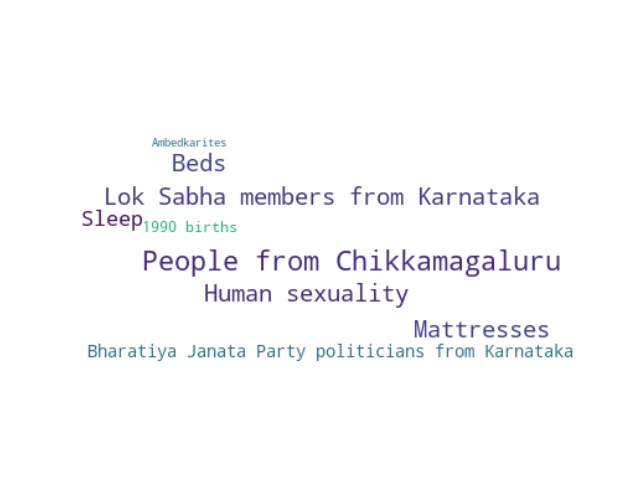 Ambedkarites
Beds
Lok Sabha members from Karnataka
Sleep
1990 births
People from Chikkamagaluru
Human sexuality
Mattresses
Bharatiya Janata Party politicians from Karnataka